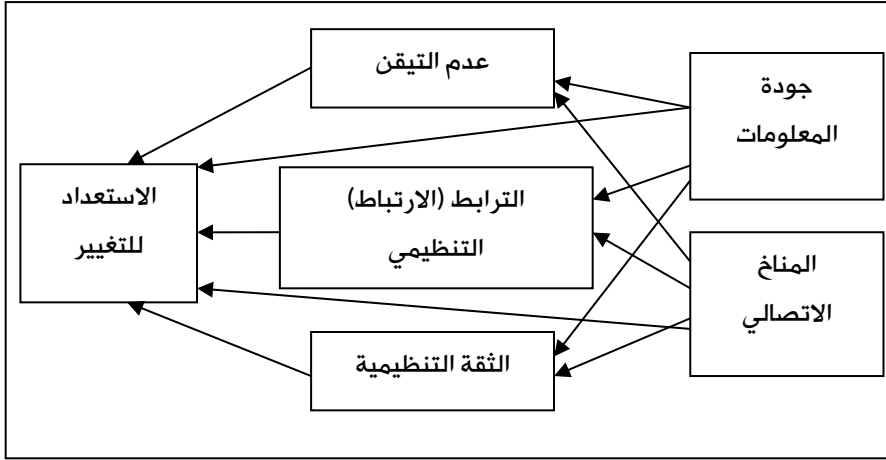 جودة
المعلومات
المناخ
الاتصالي
عدم التيقن
الترابط (الارتباط)
التنظيمي
الثقة التنظيمية
الاستعداد
للتغيير